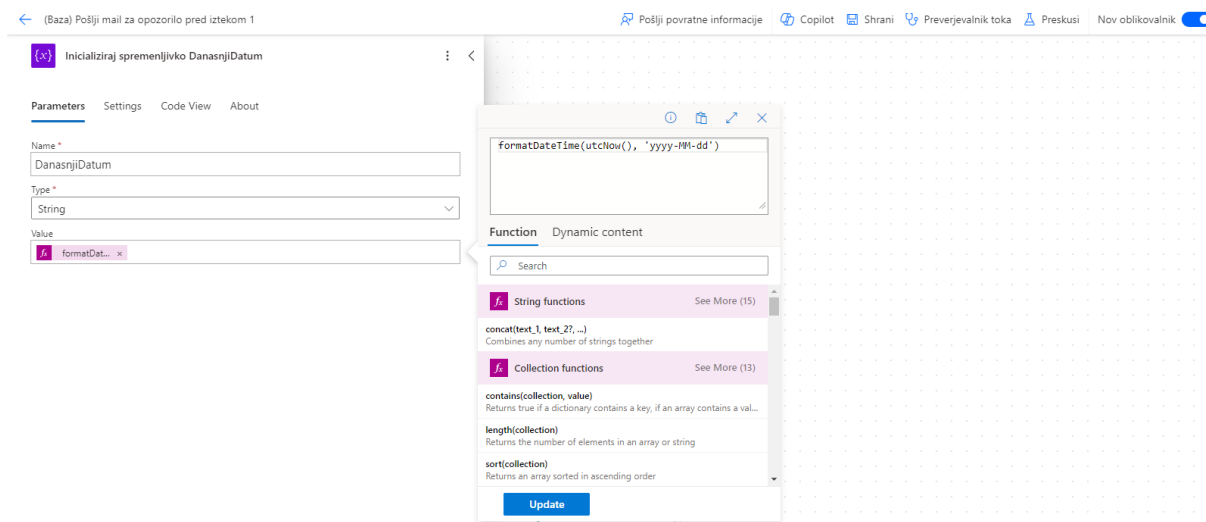 (Baza) Pošlji mail za opozorilo pred iztekom 1
Pošlji povratne informacije
Copilot
Shrani
Preverjevalnik toka
Preskusi
Nov oblikovalnik
{x} Inicializiraj spremenljivko DanasnjiDatum
Parameters Settings Code View About
Name *
DanasnjiDatum
Type *
String
Value
fx formatDat... ×
formatDateTime(utcNow(), 'yyyy-MM-dd')
Function Dynamic content
Search
fx String functions See More (15)
concat(text_1, text_2?, ...)
Combines any number of strings together
fx Collection functions See More (13)
contains(collection, value)
Returns true if a dictionary contains a key, if an array contains a val...
length(collection)
Returns the number of elements in an array or string
sort(collection)
Returns an array sorted in ascending order
Update